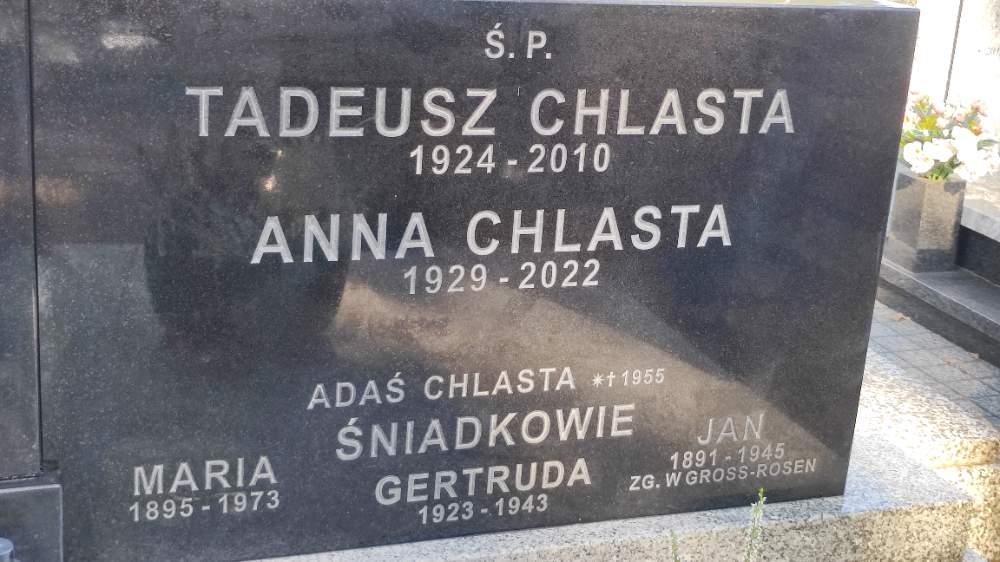 Ś. P.
TADEUSZ CHLASTA
1924 - 2010
ANNA CHLASTA
1929 - 2022
ADAŚ CHLASTA ✶✝1955
ŚNIADKOWIE
MARIA
1895 - 1973
GERTRUDA
1923 - 1943
JAN
1891 - 1945
ZG. W GROSS-ROSEN